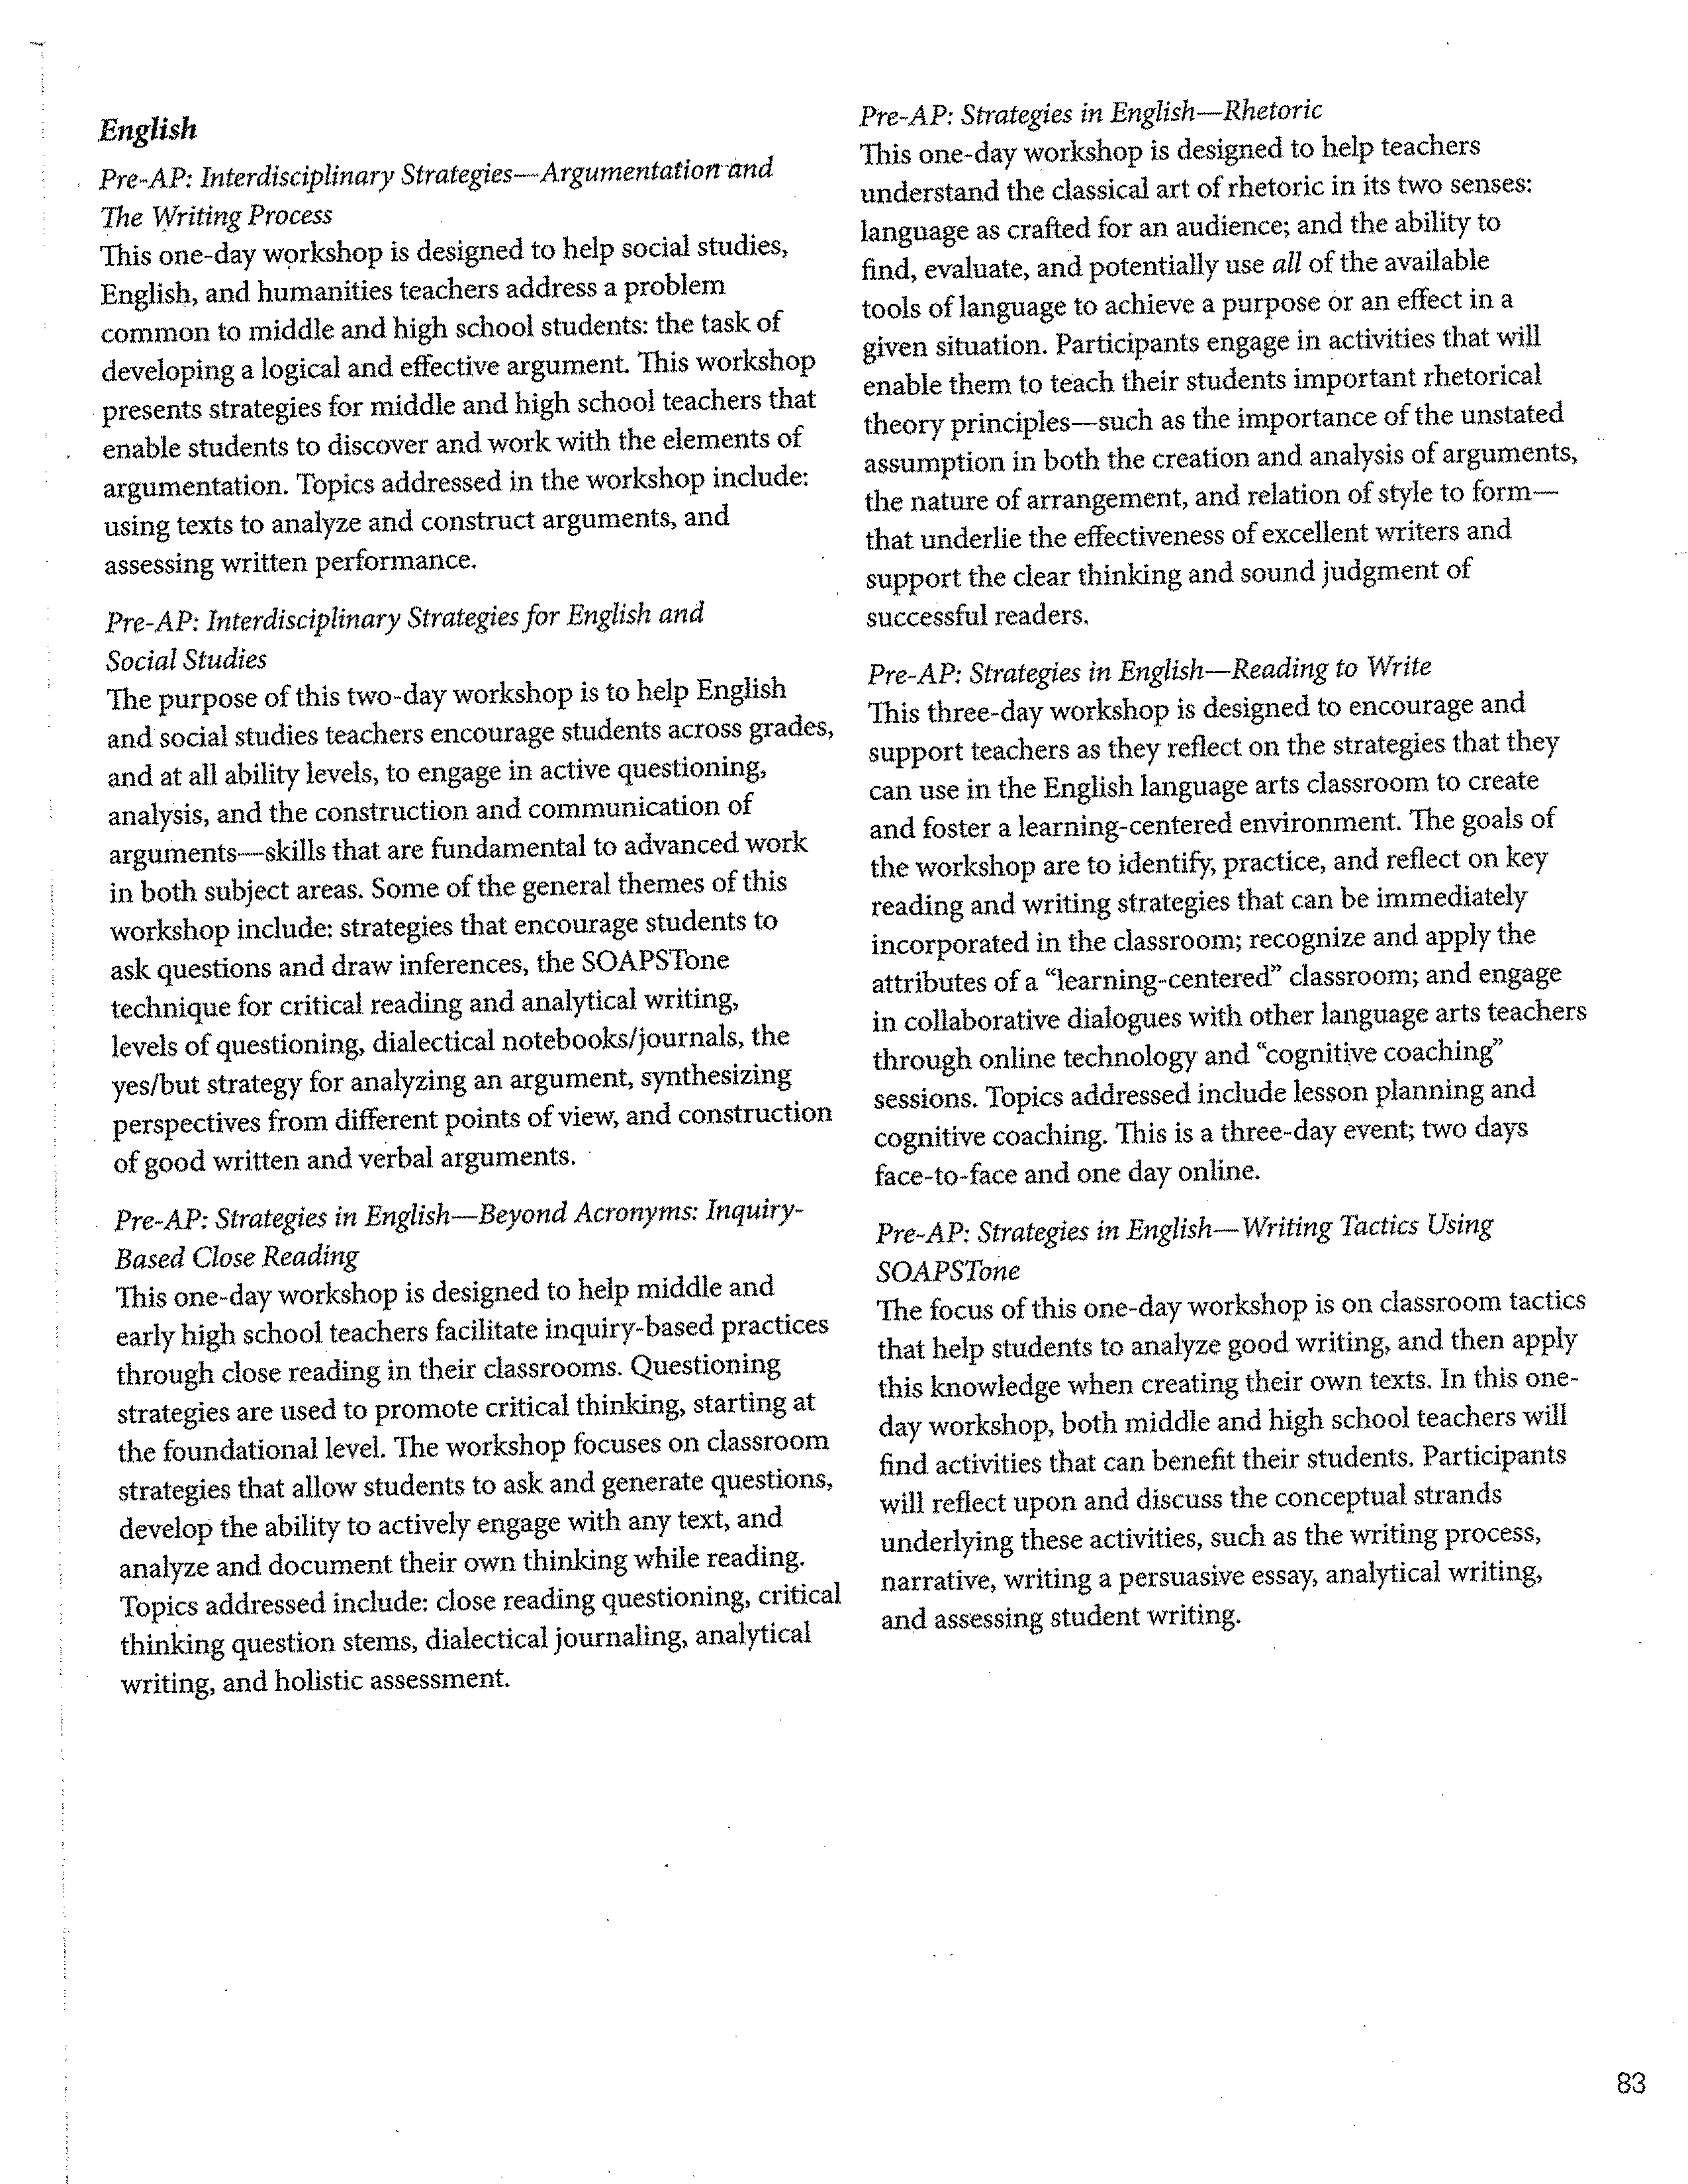 English
Pre-AP: Interdisciplinary Strategies—Argumentation and
The Writing Process
This one-day workshop is designed to help social studies,
English, and humanities teachers address a problem
common to middle and high school students: the task of
developing a logical and effective argument. This workshop
presents strategies for middle and high school teachers that
enable students to discover and work with the elements of
argumentation. Topics addressed in the workshop include:
using texts to analyze and construct arguments, and
assessing written performance.
Pre-AP: Interdisciplinary Strategies for English and
Social Studies
The purpose of this two-day workshop is to help English
and social studies teachers encourage students across grades,
and at all ability levels, to engage in active questioning,
analysis, and the construction and communication of
arguments—skills that are fundamental to advanced work
in both subject areas. Some of the general themes of this
workshop include: strategies that encourage students to
ask questions and draw inferences, the SOAPSTone
technique for critical reading and analytical writing,
levels of questioning, dialectical notebooks/journals, the
yes/but strategy for analyzing an argument, synthesizing
perspectives from different points of view, and construction
of good written and verbal arguments.
Pre-AP: Strategies in English—Beyond Acronyms: Inquiry-
Based Close Reading
This one-day workshop is designed to help middle and
early high school teachers facilitate inquiry-based practices
through close reading in their classrooms. Questioning
strategies are used to promote critical thinking, starting at
the foundational level. The workshop focuses on classroom
strategies that allow students to ask and generate questions,
develop the ability to actively engage with any text, and
analyze and document their own thinking while reading.
Topics addressed include: close reading questioning, critical
thinking question stems, dialectical journaling, analytical
writing, and holistic assessment.
Pre-AP: Strategies in English—Rhetoric
This one-day workshop is designed to help teachers
understand the classical art of rhetoric in its two senses:
language as crafted for an audience; and the ability to
find, evaluate, and potentially use all of the available
tools of language to achieve a purpose or an effect in a
given situation. Participants engage in activities that will
enable them to teach their students important rhetorical
theory principles—such as the importance of the unstated
assumption in both the creation and analysis of arguments,
the nature of arrangement, and relation of style to form—
that underlie the effectiveness of excellent writers and
support the clear thinking and sound judgment of
successful readers.
Pre-AP: Strategies in English—Reading to Write
This three-day workshop is designed to encourage and
support teachers as they reflect on the strategies that they
can use in the English language arts classroom to create
and foster a learning-centered environment. The goals of
the workshop are to identify, practice, and reflect on key
reading and writing strategies that can be immediately
incorporated in the classroom; recognize and apply the
attributes of a “learning-centered” classroom; and engage
in collaborative dialogues with other language arts teachers
through online technology and “cognitive coaching”
sessions. Topics addressed include lesson planning and
cognitive coaching. This is a three-day event; two days
face-to-face and one day online.
Pre-AP: Strategies in English—Writing Tactics Using
SOAPSTone
The focus of this one-day workshop is on classroom tactics
that help students to analyze good writing, and then apply
this knowledge when creating their own texts. In this one-
day workshop, both middle and high school teachers will
find activities that can benefit their students. Participants
will reflect upon and discuss the conceptual strands
underlying these activities, such as the writing process,
narrative, writing a persuasive essay, analytical writing,
and assessing student writing.
83